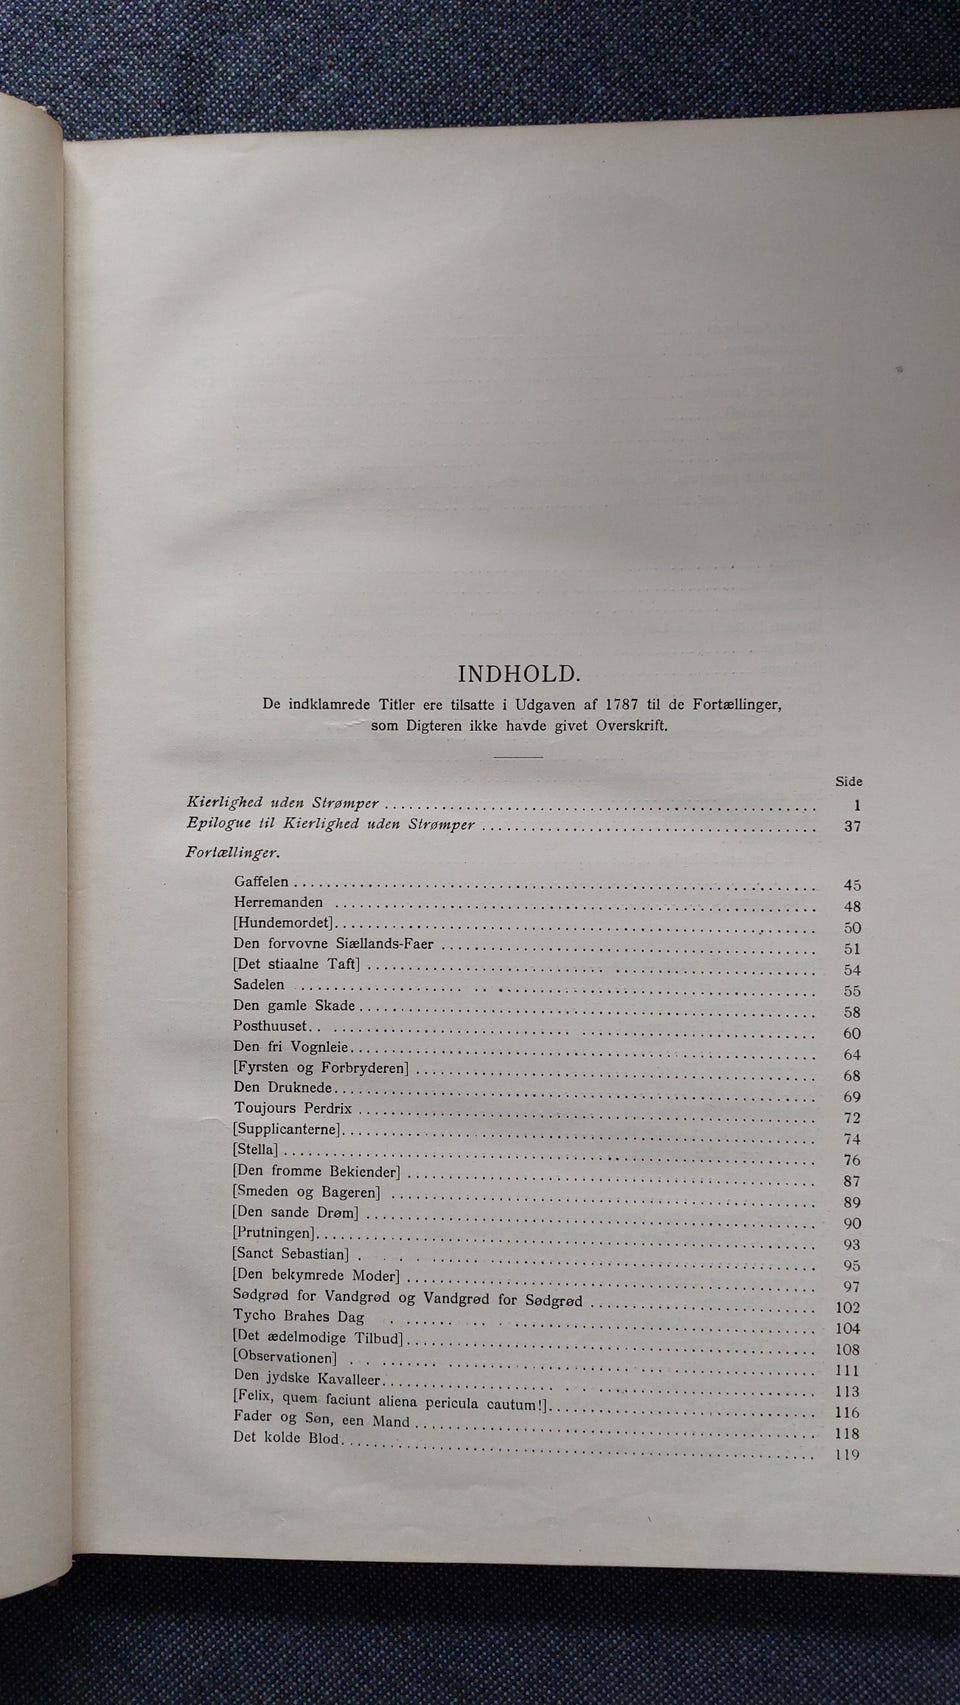 INDHOLD.
De indklamrede Titler ere tilsatte i Udgaven af 1787 til de Fortællinger,
som Digteren ikke havde givet Overskrift.
Side
Kierlighed uden Strømper 1
Epilogue til Kierlighed uden Strømper 37
Fortællinger.
Gaffelen 45
Herremanden 48
[Hundemordet] 50
Den forvovne Siællands-Faer 51
[Det stiaalne Taft] 54
Sadelen 55
Den gamle Skade 58
Posthuuset 60
Den fri Vognleie 64
[Fyrsten og Forbryderen] 68
Den Druknede 69
Toujours Perdrix 72
[Supplicanterne] 74
[Stella] 76
[Den fromme Bekiender] 87
[Smeden og Bageren] 89
[Den sande Drøm] 90
[Prutningen] 93
[Sanct Sebastian] 95
[Den bekymrede Moder] 97
Sødgrød for Vandgrød og Vandgrød for Sødgrød 102
Tycho Brahes Dag 104
[Det ædelmodige Tilbud] 108
[Observationen] 111
Den jydske Kavalleer 113
[Felix, quem faciunt aliena pericula cautum!] 116
Fader og Søn, een Mand 118
Det kolde Blod 119